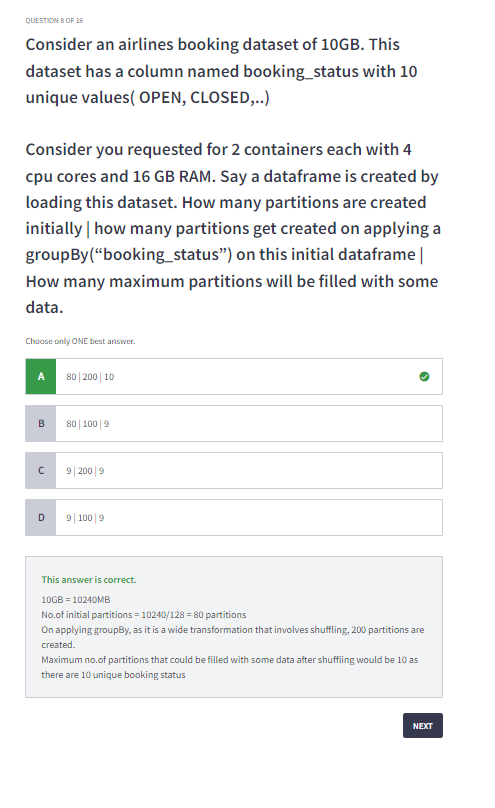 QUESTION 8 OF 16
Consider an airlines booking dataset of 10GB. This
dataset has a column named booking_status with 10
unique values( OPEN, CLOSED,..)
Consider you requested for 2 containers each with 4
cpu cores and 16 GB RAM. Say a dataframe is created by
loading this dataset. How many partitions are created
initially | how many partitions get created on applying a
groupBy(“booking_status”) on this initial dataframe |
How many maximum partitions will be filled with some
data.
Choose only ONE best answer.
A 80 | 200 | 10
B 80 | 100 | 9
C 9 | 200 | 9
D 9 | 100 | 9
This answer is correct.
10GB = 10240MB
No.of initial partitions = 10240/128 = 80 partitions
On applying groupBy, as it is a wide transformation that involves shuffling, 200 partitions are
created.
Maximum no.of partitions that could be filled with some data after shuffling would be 10 as
there are 10 unique booking status
NEXT